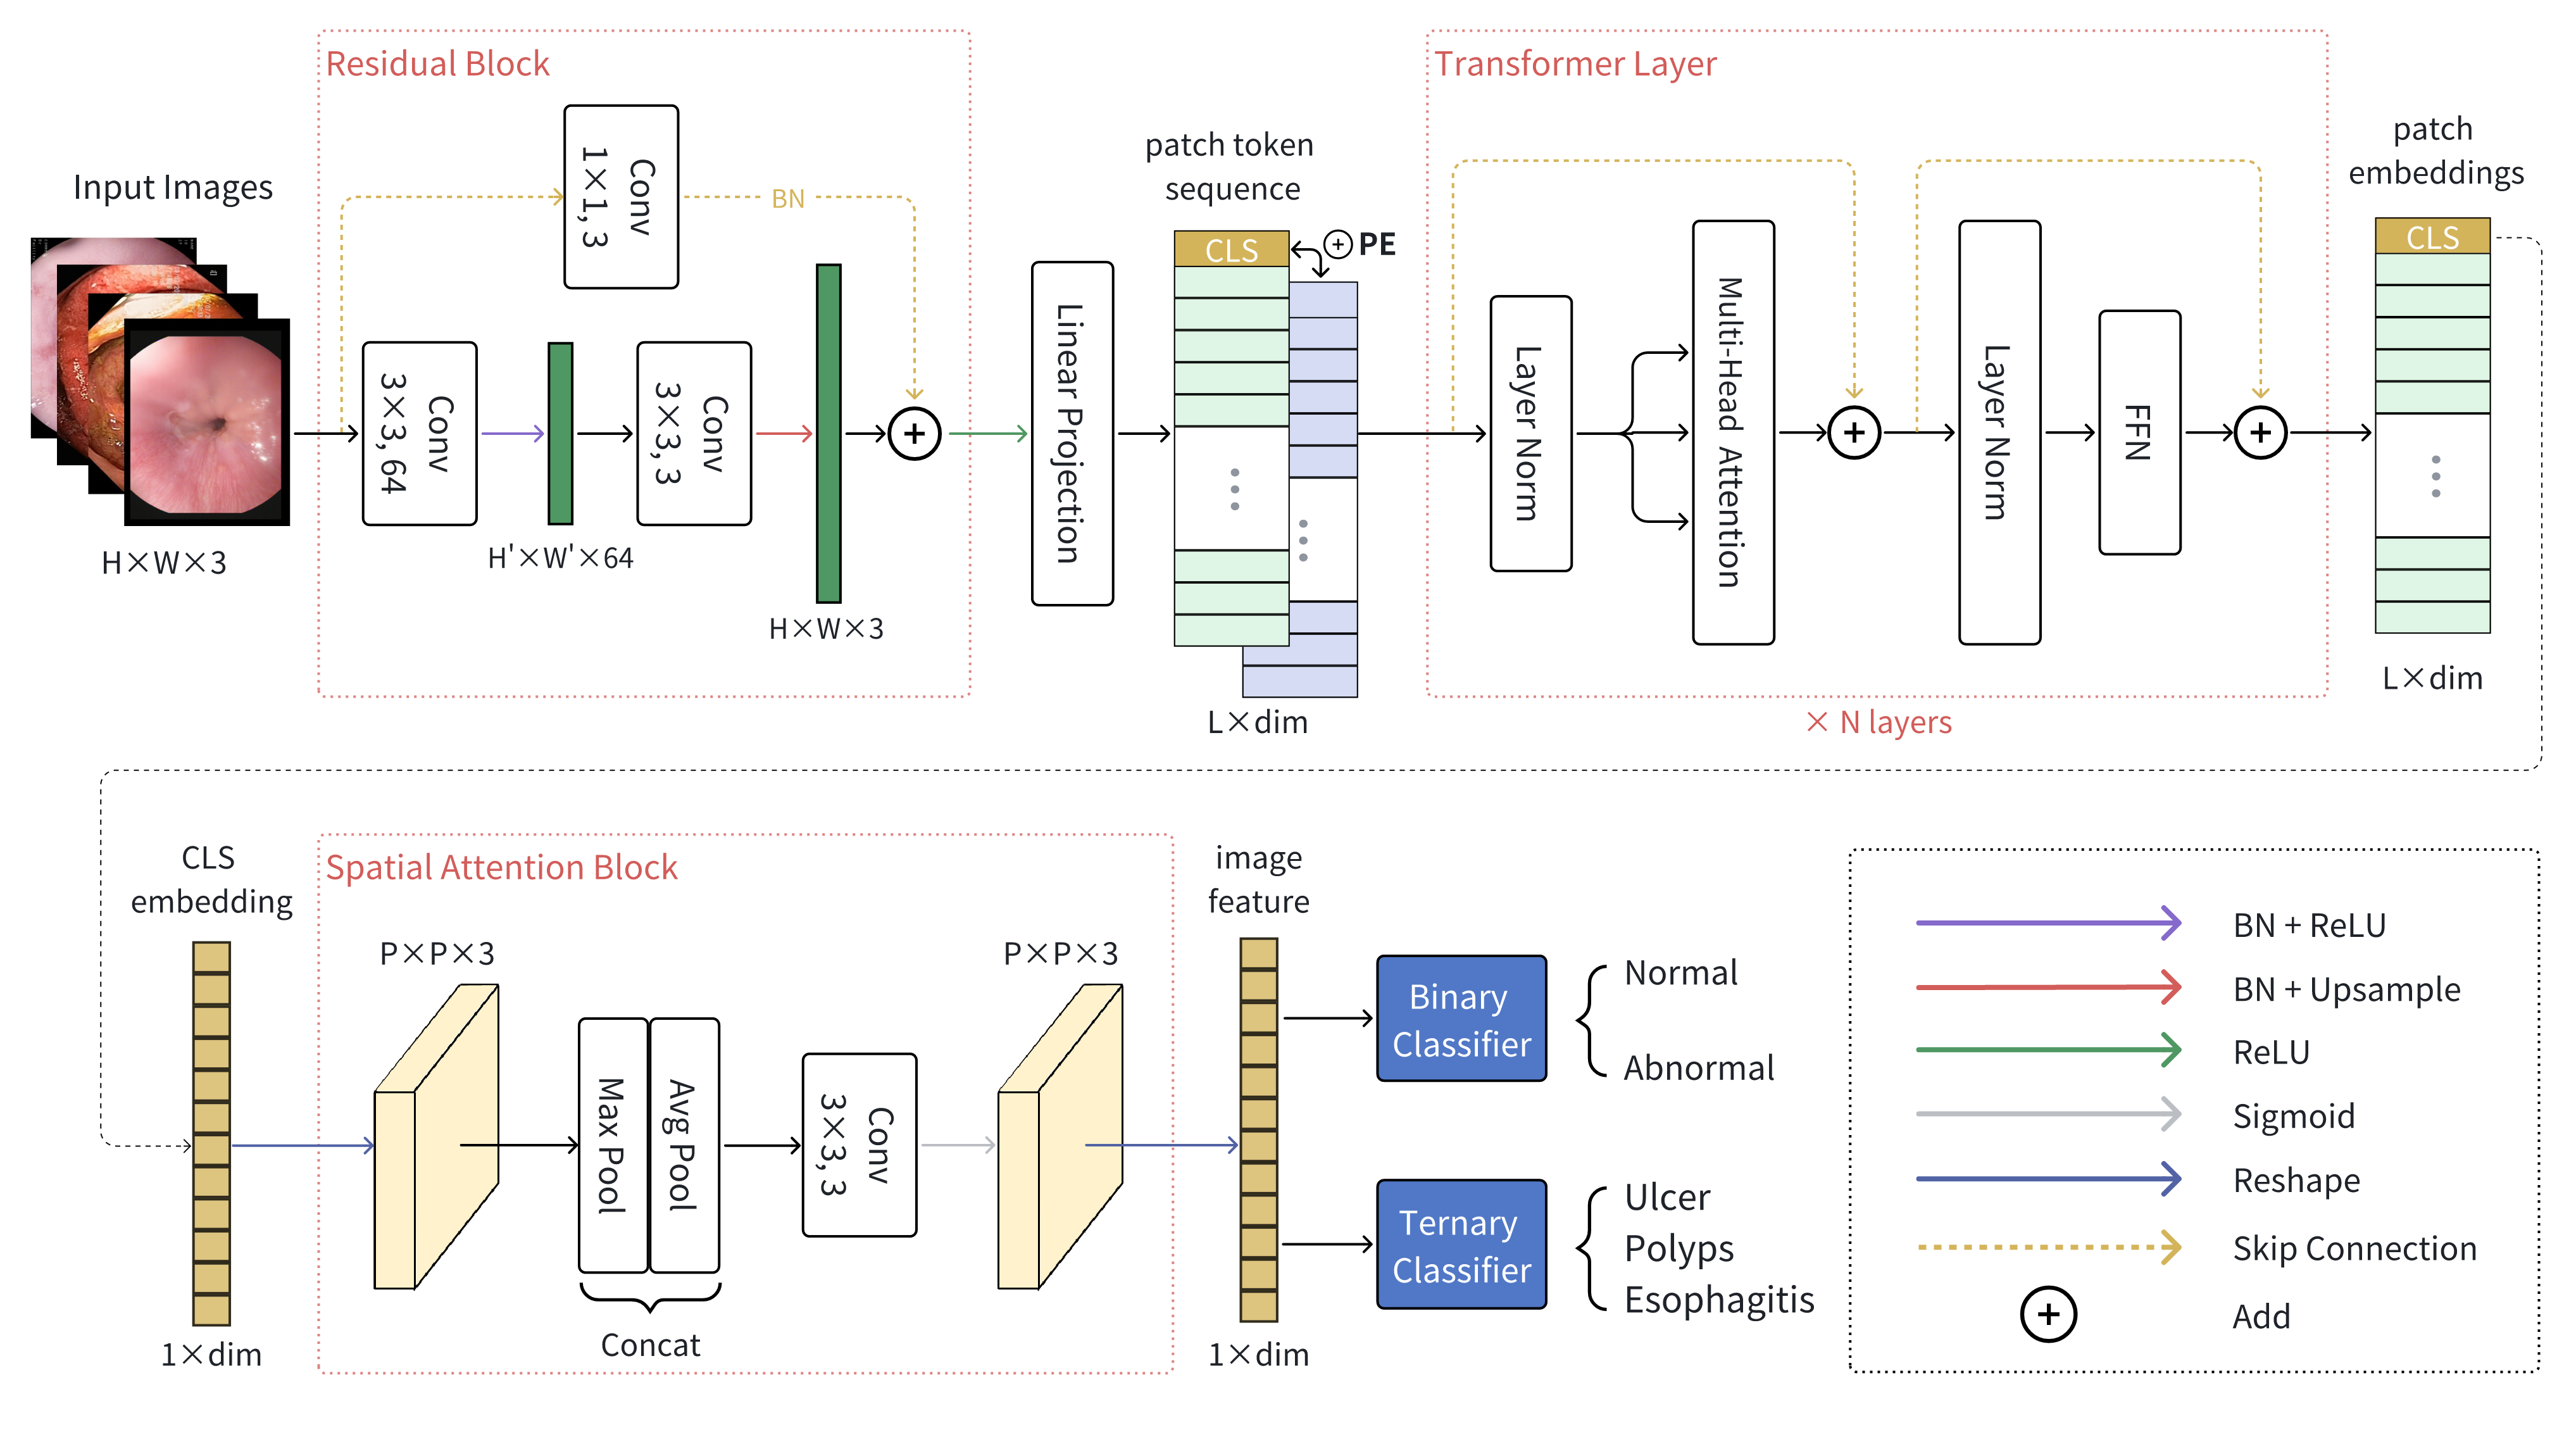 Residual Block
Conv
1×1, 3
BN
Input Images
H×W×3
Conv
3×3, 64
H'×W'×64
Conv
3×3, 3
H×W×3
+
Linear Projection
patch token
sequence
CLS
+ PE
L×dim
Transformer Layer
Layer Norm
Multi-Head Attention
+
Layer Norm
FFN
+
× N layers
patch
embeddings
CLS
L×dim
CLS
embedding
1×dim
Spatial Attention Block
P×P×3
Max Pool
Avg Pool
Concat
Conv
3×3, 3
P×P×3
image
feature
1×dim
Binary
Classifier
Normal
Abnormal
Ternary
Classifier
Ulcer
Polyps
Esophagitis
BN + ReLU
BN + Upsample
ReLU
Sigmoid
Reshape
Skip Connection
+ Add